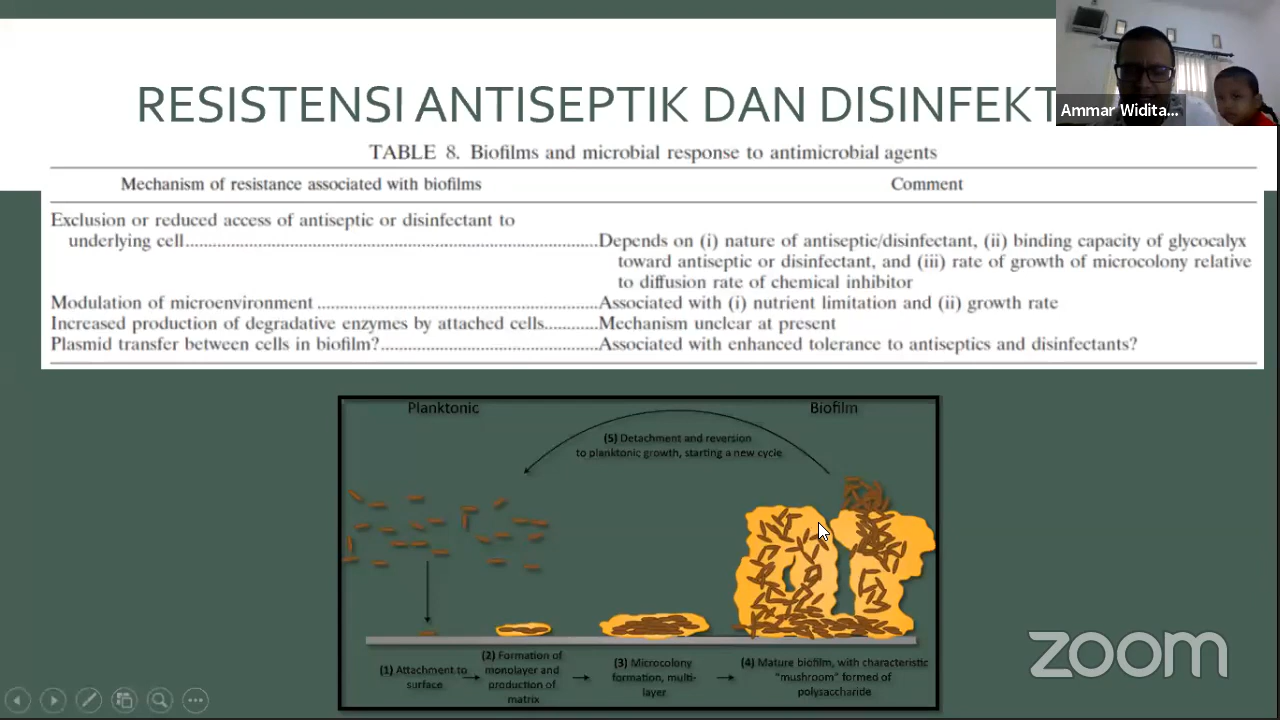 RESISTENSI ANTISEPTIK DAN DISINFEKT
Ammar Widita...
TABLE 8. Biofilms and microbial response to antimicrobial agents
Mechanism of resistance associated with biofilms Comment
Exclusion or reduced access of antiseptic or disinfectant to
underlying cell....................Depends on (i) nature of antiseptic/disinfectant, (ii) binding capacity of glycocalyx
toward antiseptic or disinfectant, and (iii) rate of growth of microcolony relative
to diffusion rate of chemical inhibitor
Modulation of microenvironment ....................Associated with (i) nutrient limitation and (ii) growth rate
Increased production of degradative enzymes by attached cells...........Mechanism unclear at present
Plasmid transfer between cells in biofilm?....................Associated with enhanced tolerance to antiseptics and disinfectants?
Planktonic Biofilm
(5) Detachment and reversion
to planktonic growth, starting a new cycle
(1) Attachment to
surface
(2) Formation of
monolayer and
production of
matrix
(3) Microcolony
formation, multi-
layer
(4) Mature biofilm, with characteristic
"mushroom" formed of
polysaccharide
zoom